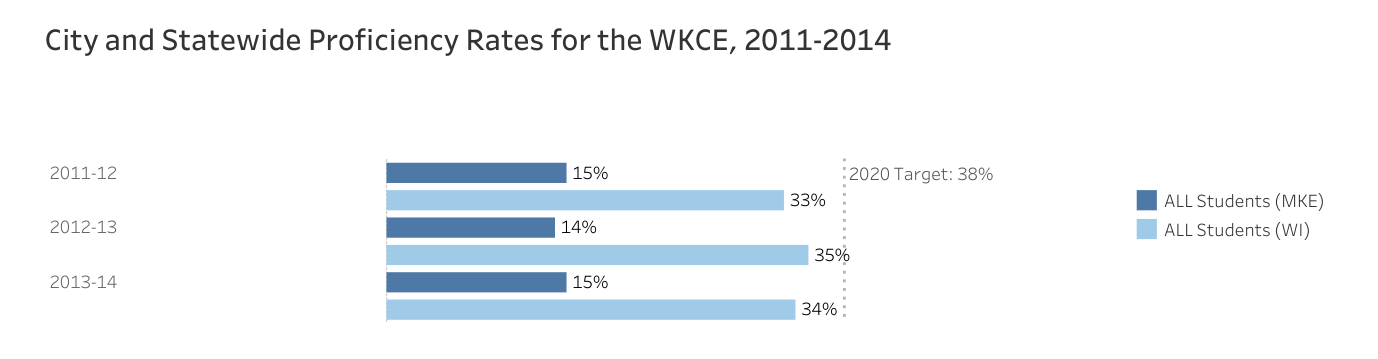 City and Statewide Proficiency Rates for the WKCE, 2011-2014
2011-12
15%
2020 Target: 38%
33%
2012-13
14%
35%
2013-14
15%
34%
ALL Students (MKE)
ALL Students (WI)